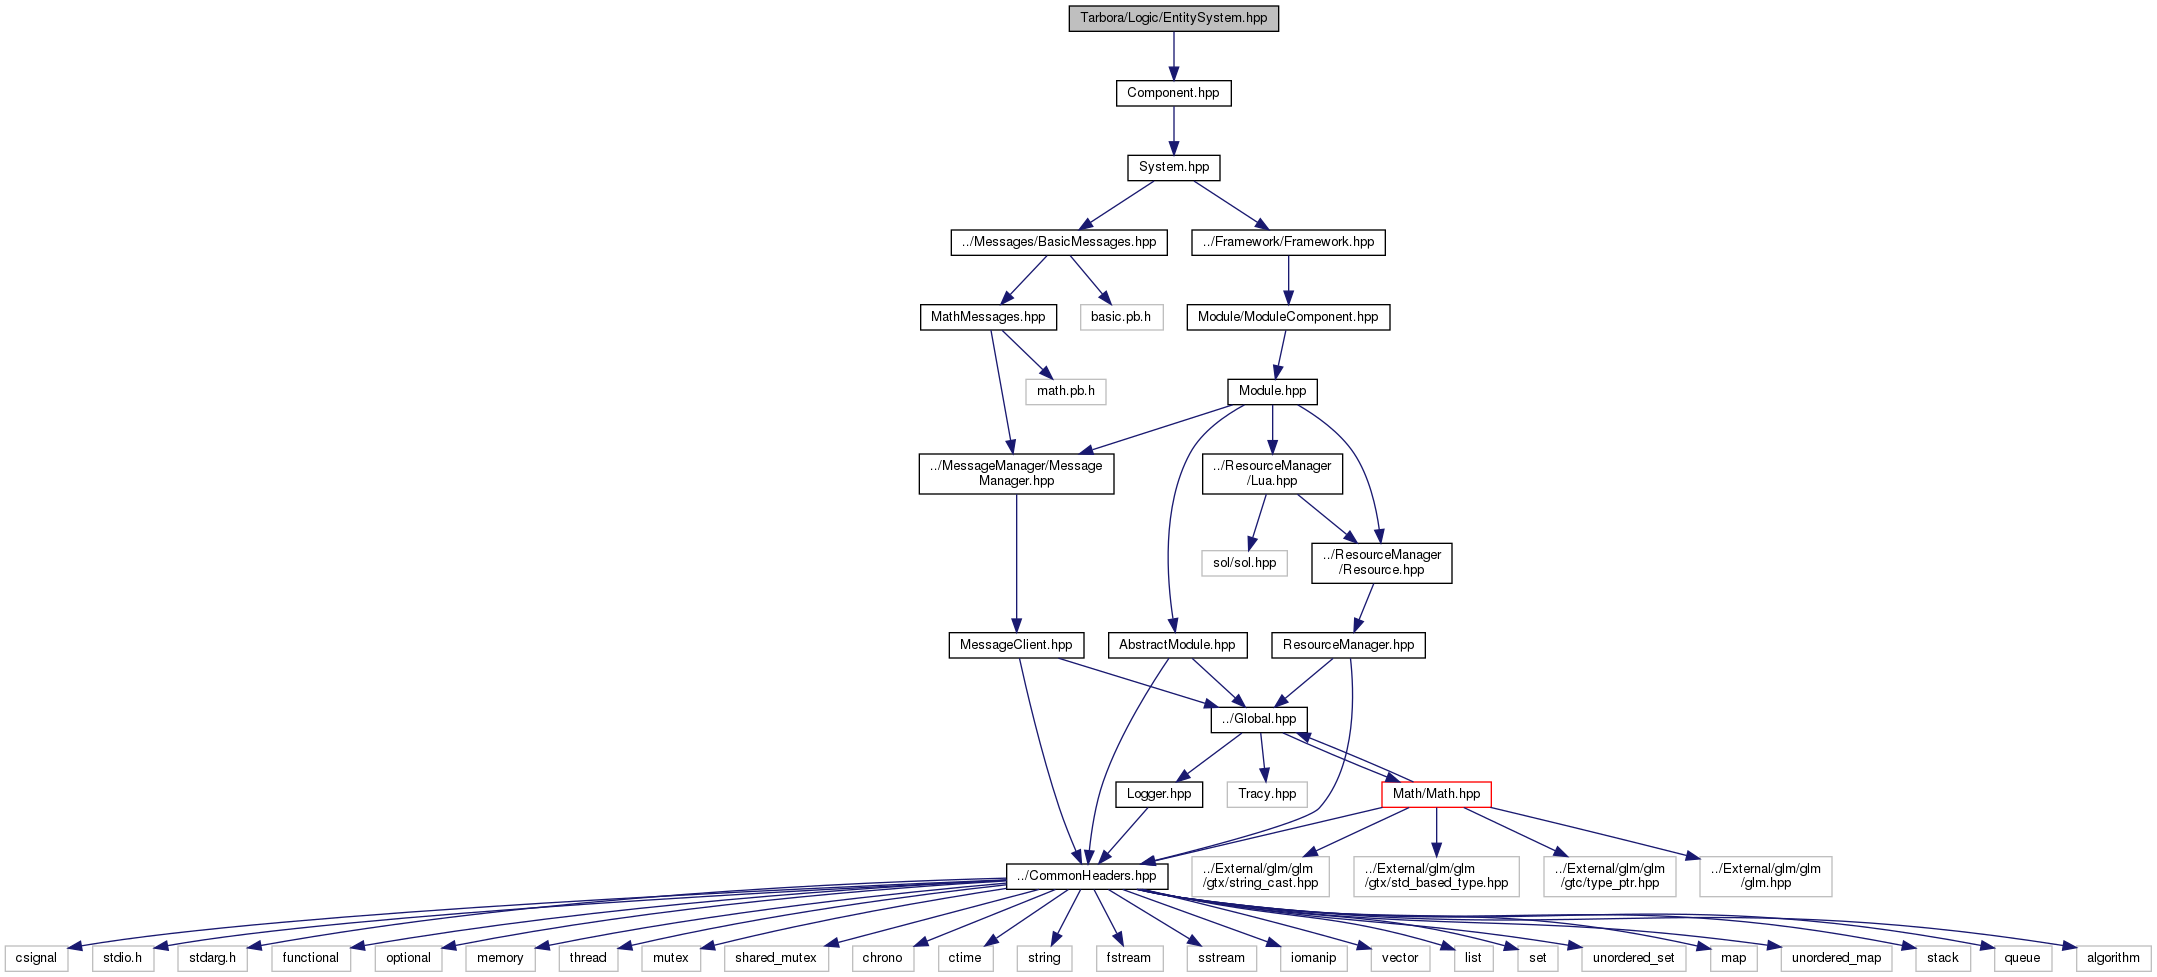 Tarbora/Logic/EntitySystem.hpp
Component.hpp
System.hpp
../Messages/BasicMessages.hpp
../Framework/Framework.hpp
MathMessages.hpp
basic.pb.h
Module/ModuleComponent.hpp
math.pb.h
Module.hpp
../MessageManager/Message
Manager.hpp
../ResourceManager
/Lua.hpp
sol/sol.hpp
../ResourceManager
/Resource.hpp
MessageClient.hpp
AbstractModule.hpp
ResourceManager.hpp
../Global.hpp
Logger.hpp
Tracy.hpp
Math/Math.hpp
../CommonHeaders.hpp
../External/glm/glm
/gtx/string_cast.hpp
../External/glm/glm
/gtx/std_based_type.hpp
../External/glm/glm
/gtc/type_ptr.hpp
../External/glm/glm
/glm.hpp
csignal
stdio.h
stdarg.h
functional
optional
memory
thread
mutex
shared_mutex
chrono
ctime
string
fstream
sstream
iomanip
vector
list
set
unordered_set
map
unordered_map
stack
queue
algorithm